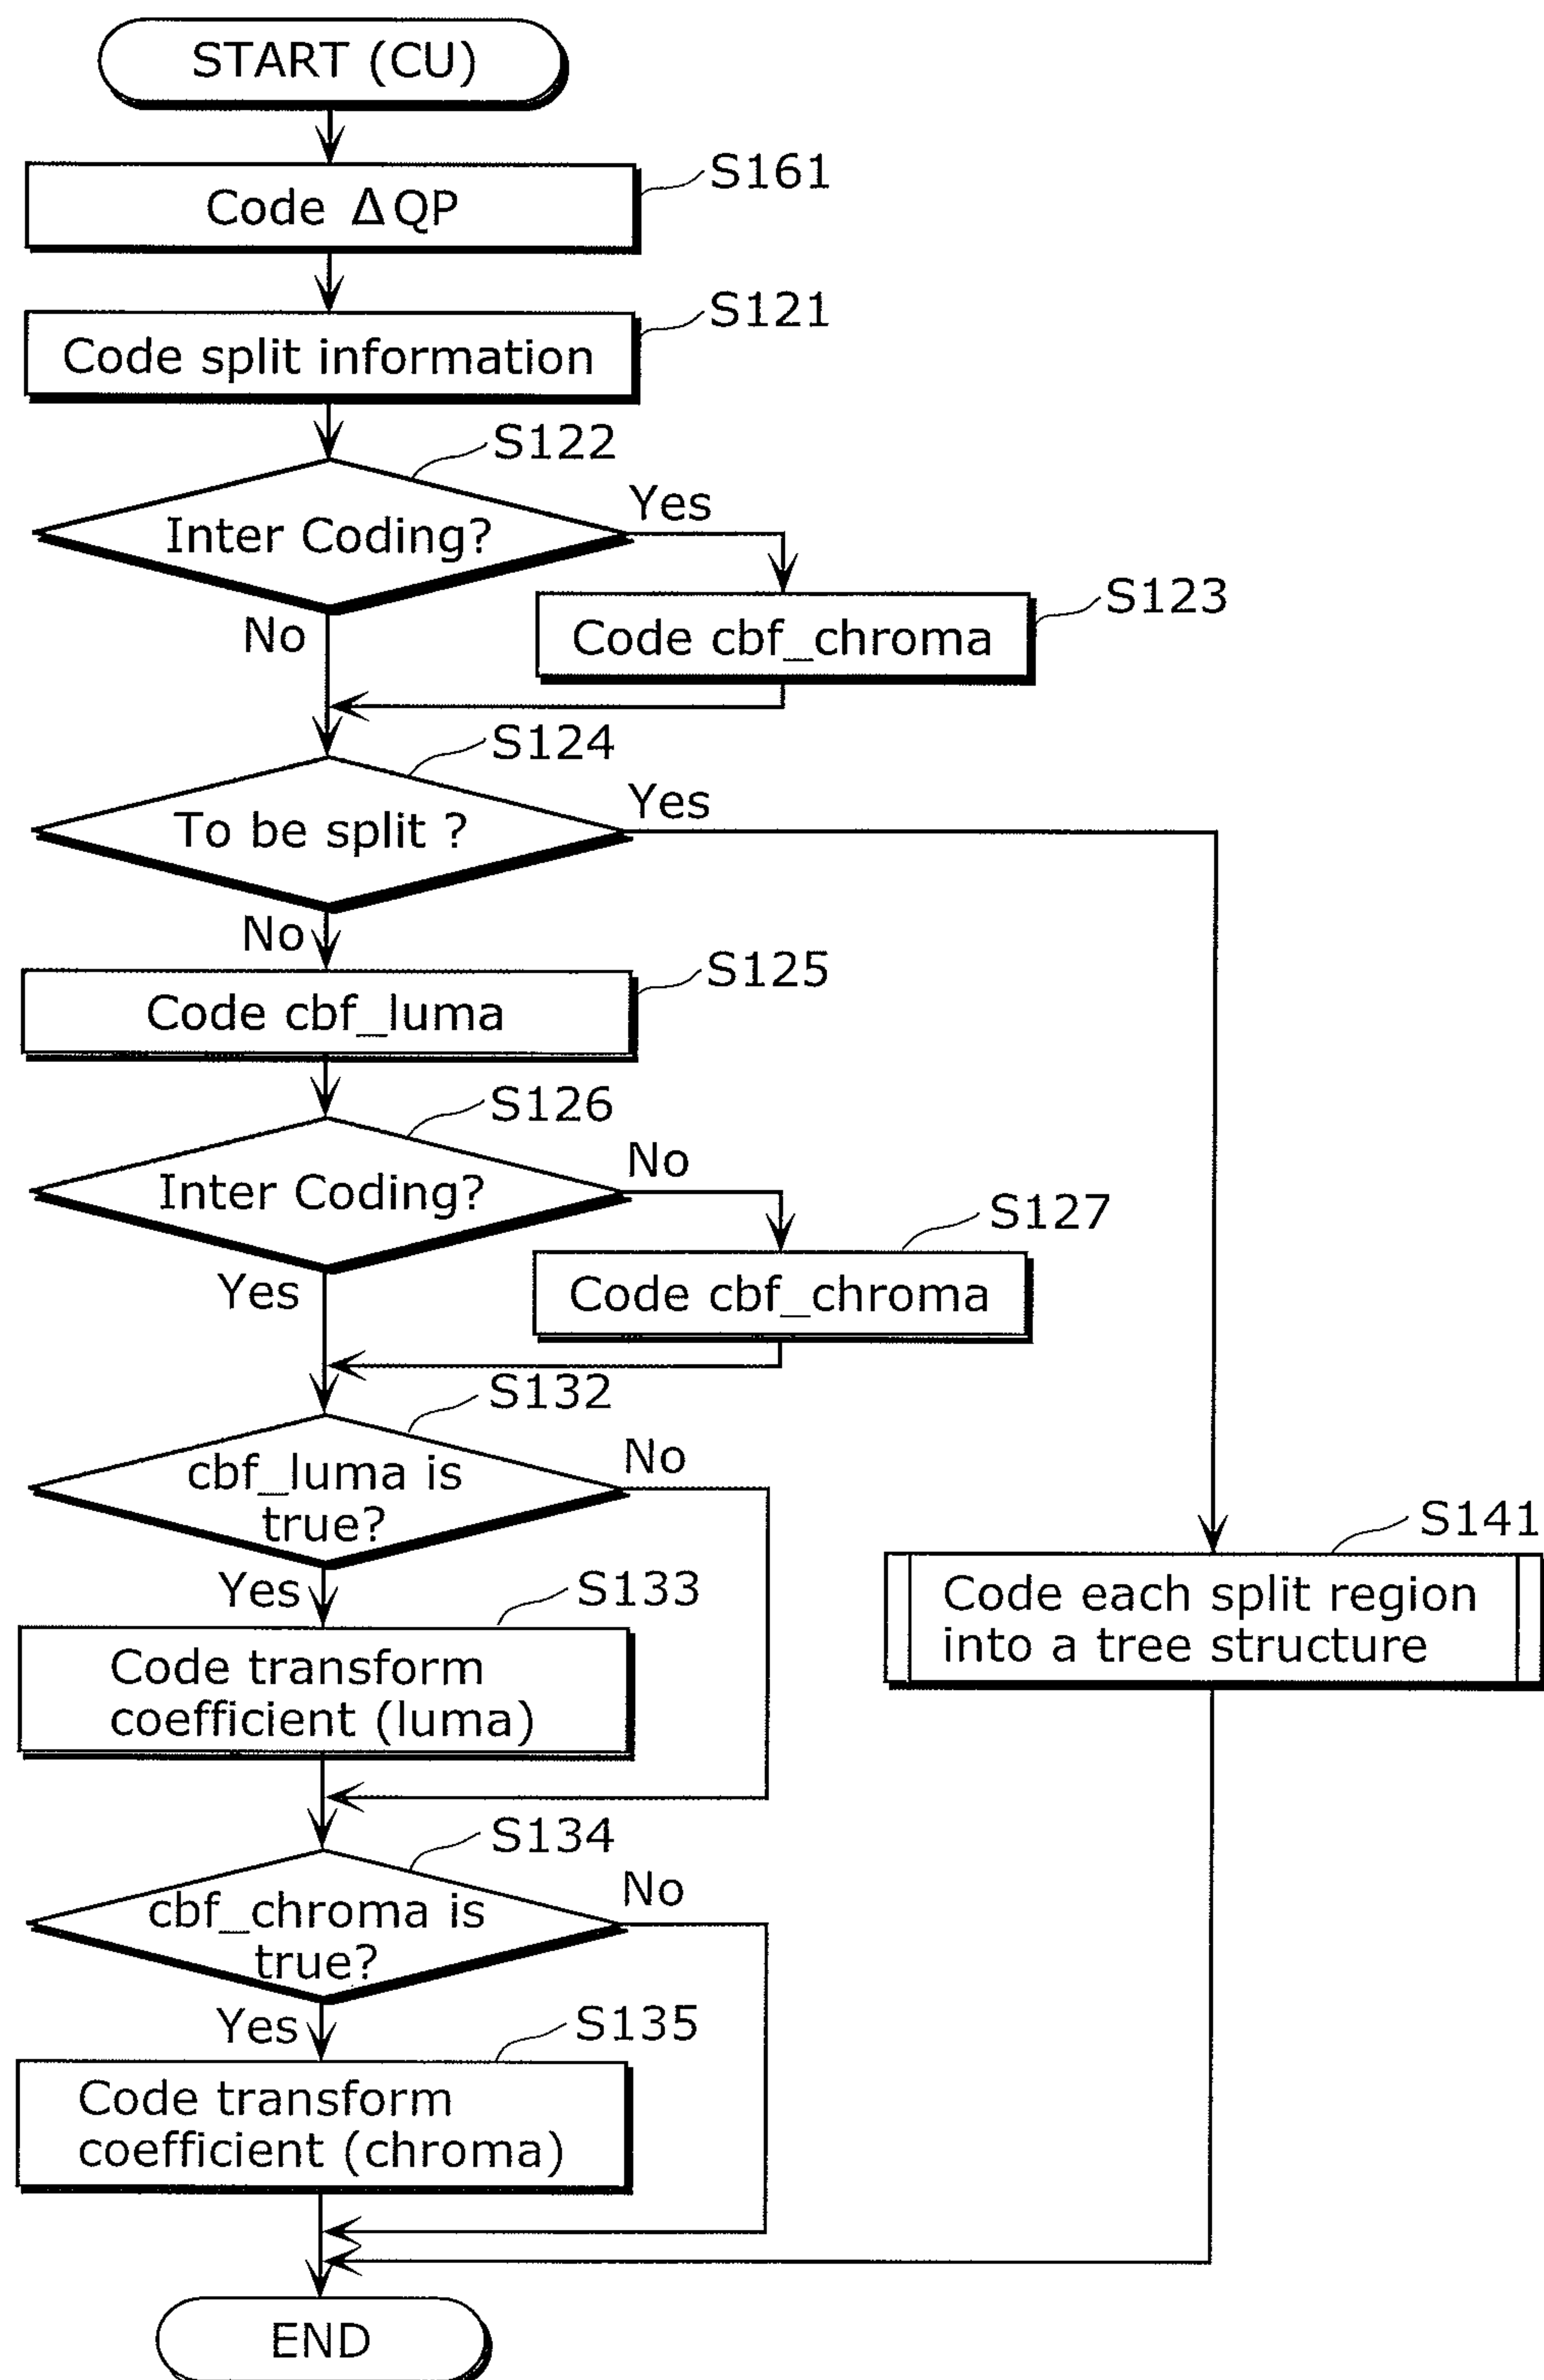 START (CU)
S161
Code ΔQP
S121
Code split information
S122
Inter Coding?
Yes
No
S123
Code cbf_chroma
S124
To be split ?
Yes
No
S125
Code cbf_luma
S126
Inter Coding?
No
Yes
S127
Code cbf_chroma
S132
cbf_luma is
true?
No
Yes
S133
Code transform
coefficient (luma)
S141
Code each split region
into a tree structure
S134
cbf_chroma is
true?
No
Yes
S135
Code transform
coefficient (chroma)
END